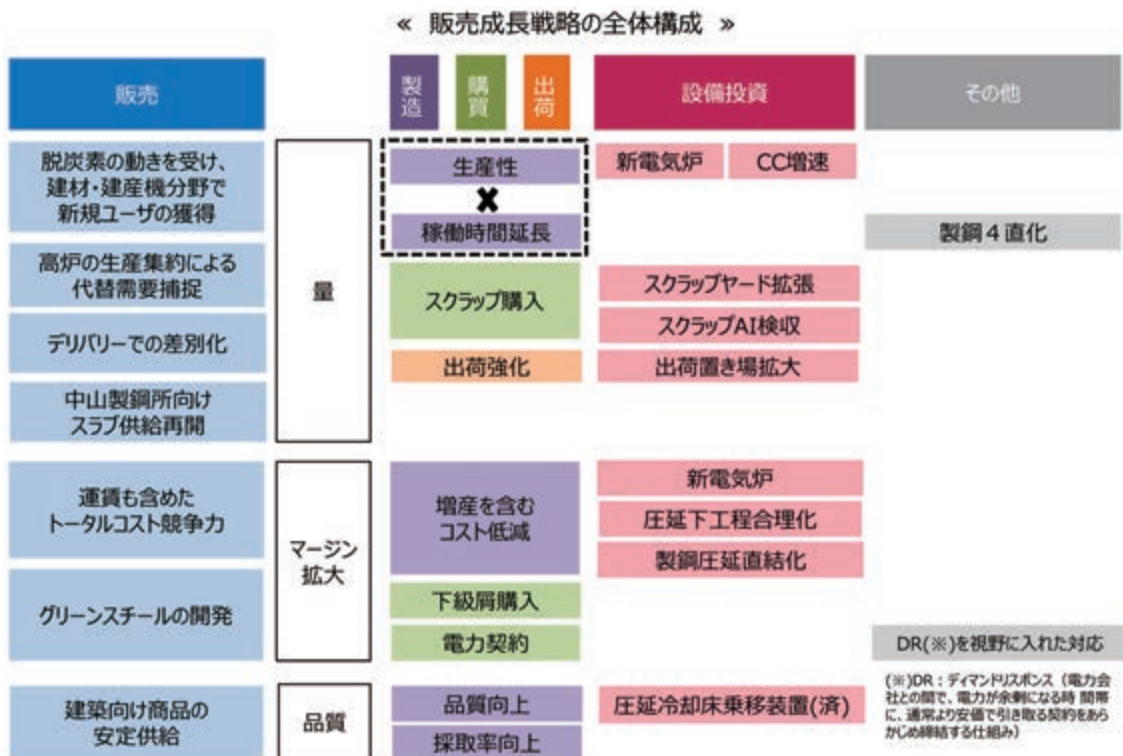 ≪ 販売成長戦略の全体構成 ≫
販売
製造
購買
出荷
設備投資
その他
脱炭素の動きを受け、
建材・建産機分野で
新規ユーザの獲得
高炉の生産集約による
代替需要捕捉
デリバリーでの差別化
中山製鋼所向け
スラブ供給再開
量
生産性
×
稼働時間延長
スクラップ購入
出荷強化
新電気炉
CC増速
スクラップヤード拡張
スクラップAI検収
出荷置き場拡大
製鋼4直化
運賃も含めた
トータルコスト競争力
グリーンスチールの開発
マージン
拡大
増産を含む
コスト低減
下級屑購入
電力契約
新電気炉
圧延下工程合理化
製鋼圧延直結化
DR(※)を視野に入れた対応
(※)DR：ディマンドリスポンス（電力会
社との間で、電力が余剰になる時 間帯
に、通常より安価で引き取る契約をあら
かじめ締結する仕組み）
建築向け商品の
安定供給
品質
品質向上
採取率向上
圧延冷却床乗移装置(済)